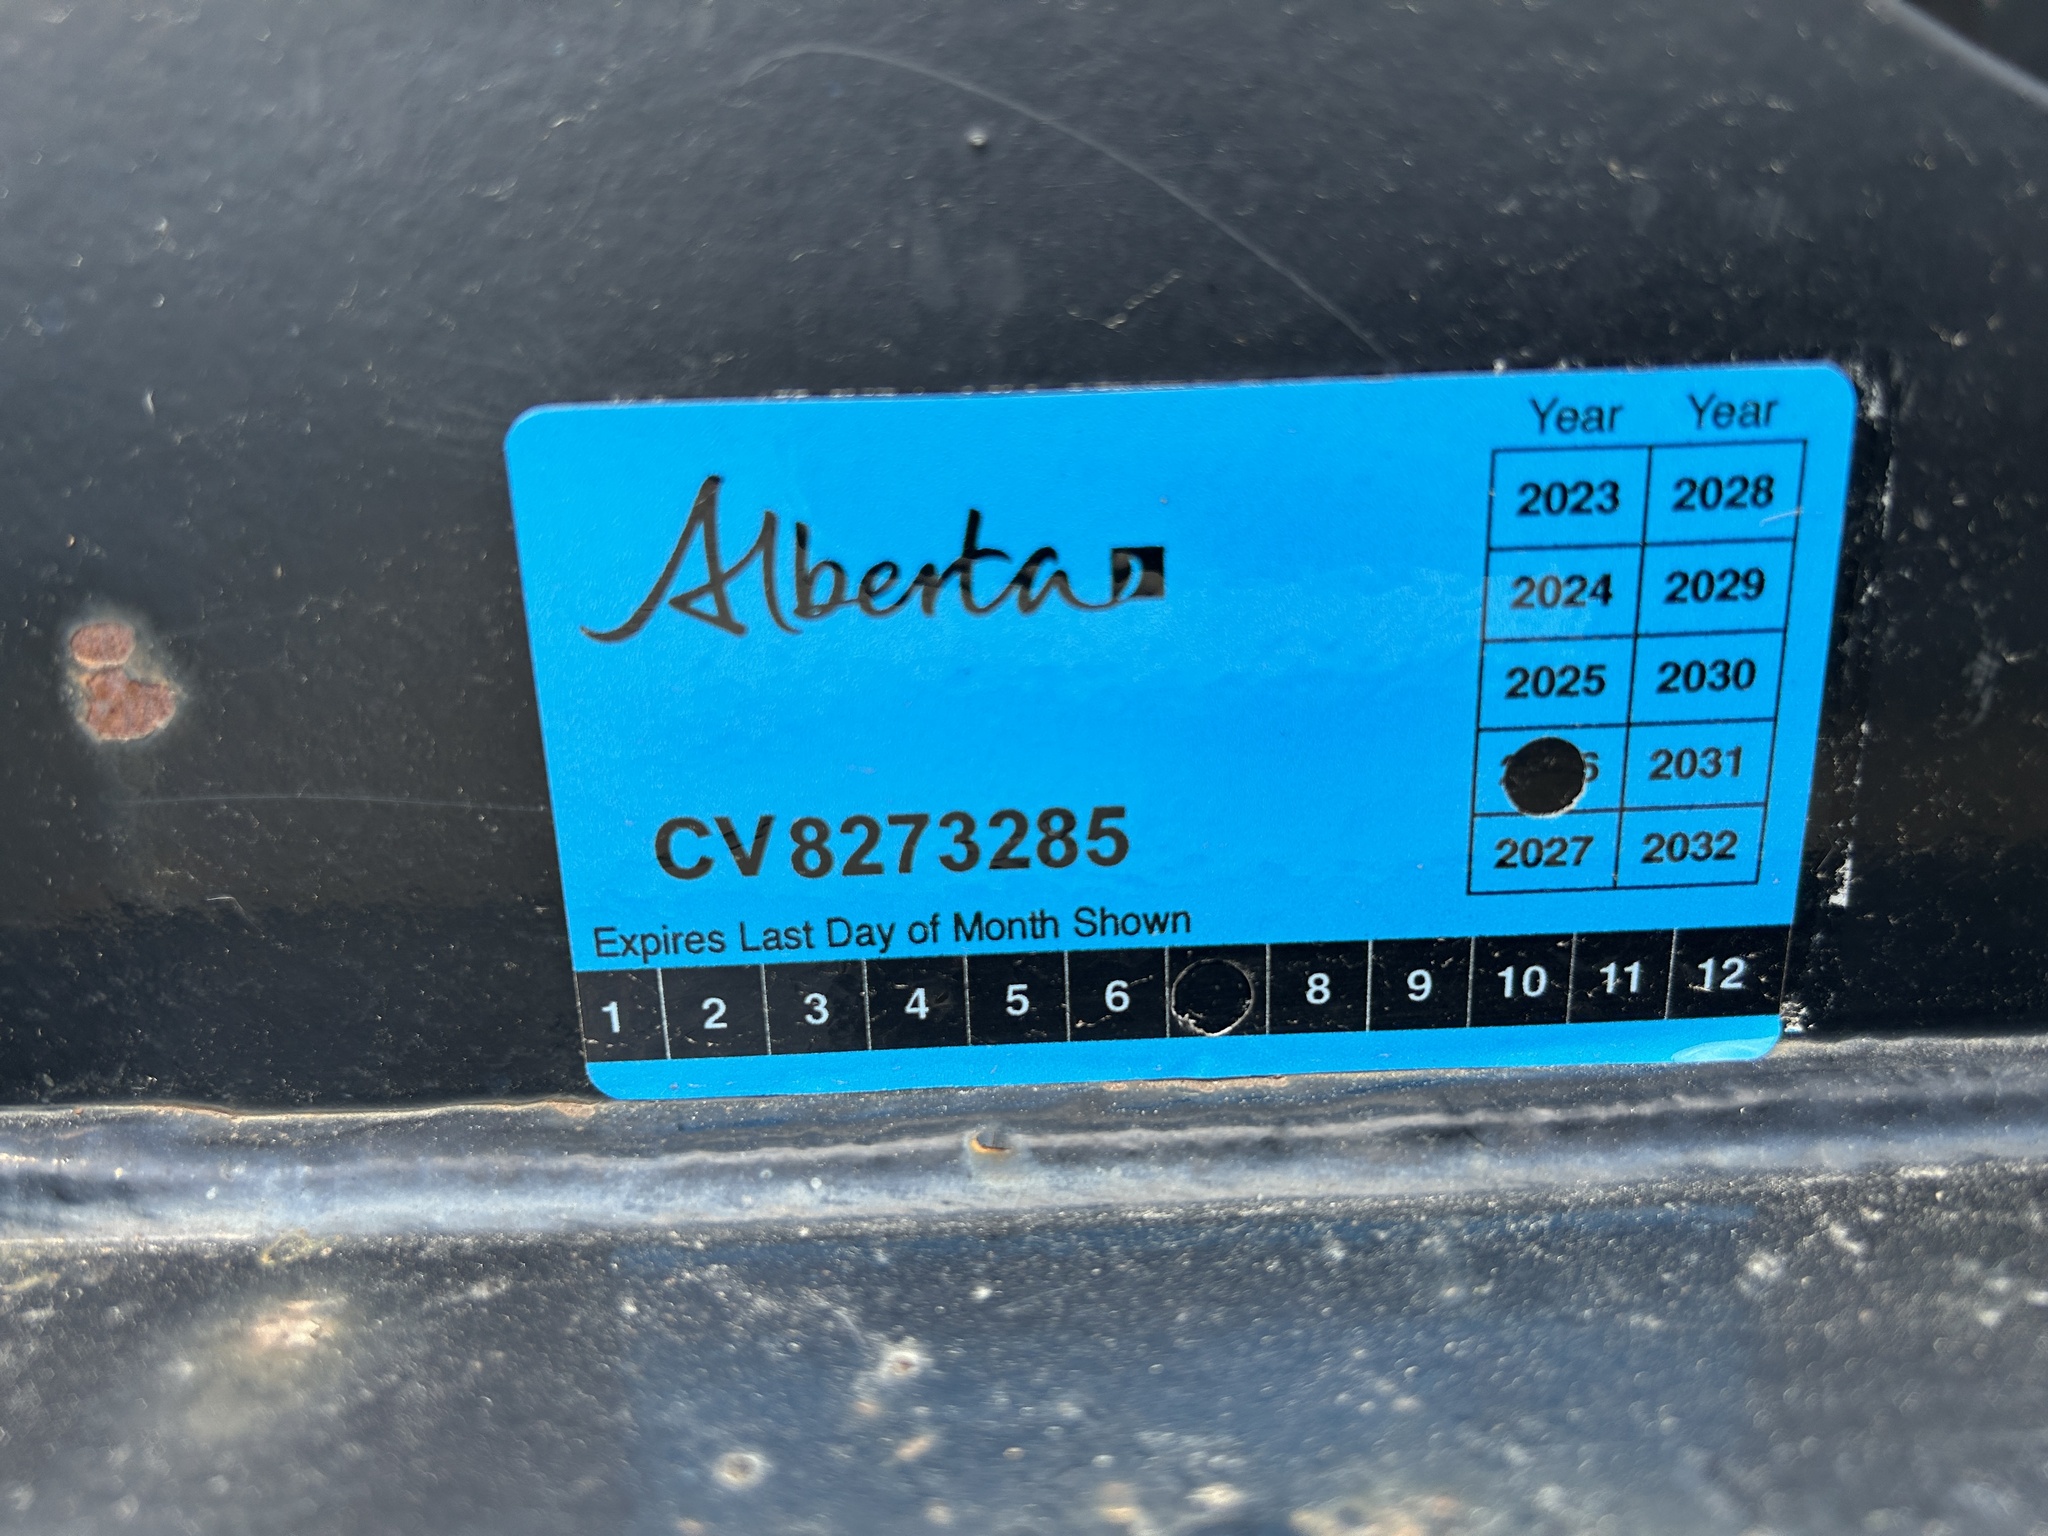 Alberta
CV8273285
Expires Last Day of Month Shown
Year Year
2023 2028
2024 2029
2025 2030
2031
2027 2032
1 2 3 4 5 6 8 9 10 11 12